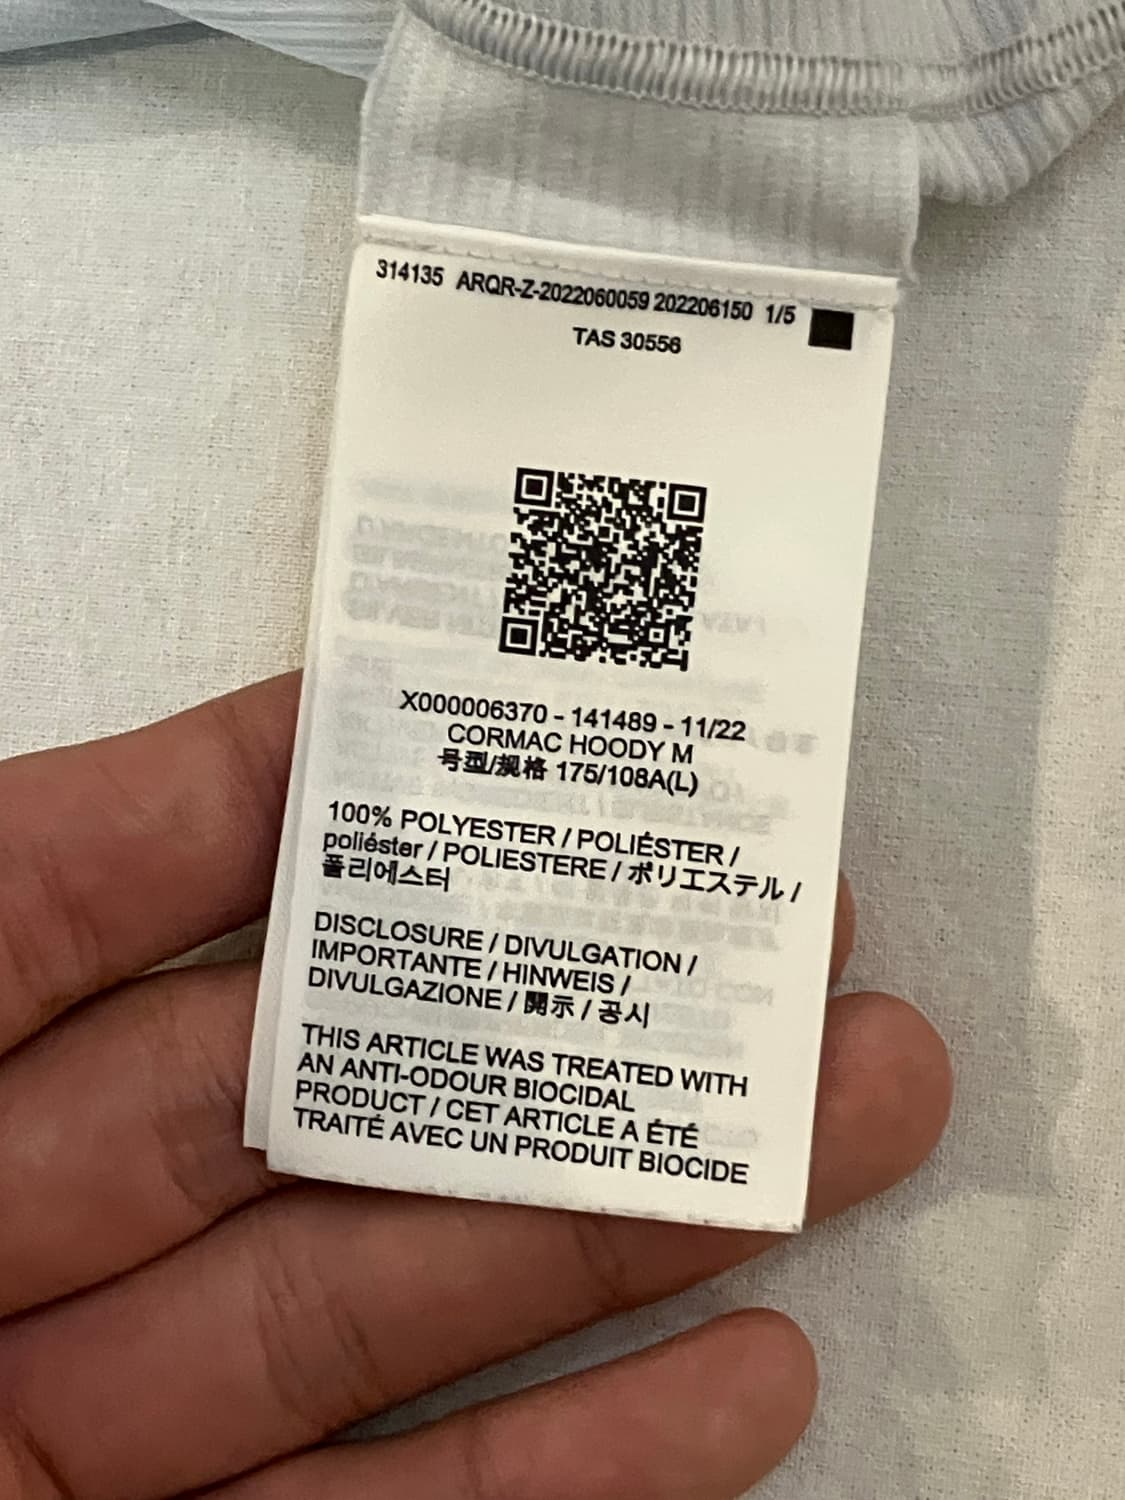 314135 ARQR-Z-2022060059 202206150 1/5
TAS 30556
X000006370 - 141489 - 11/22
CORMAC HOODY M
号型/规格 175/108A(L)
100% POLYESTER / POLIÉSTER /
poliéster / POLIESTERE / ポリエステル /
폴리에스터
DISCLOSURE / DIVULGATION /
IMPORTANTE / HINWEIS /
DIVULGAZIONE / 開示 / 공시
THIS ARTICLE WAS TREATED WITH
AN ANTI-ODOUR BIOCIDAL
PRODUCT / CET ARTICLE A ÉTÉ
TRAITÉ AVEC UN PRODUIT BIOCIDE